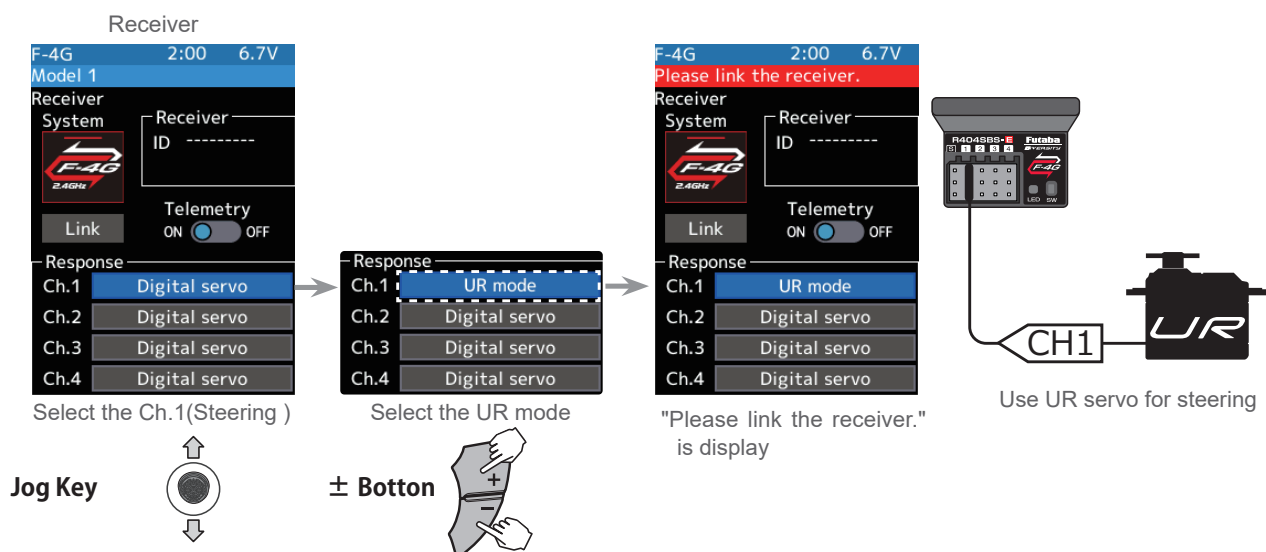 Receiver
F-4G 2:00 6.7V
Model 1
Receiver
System
Receiver
ID ---------
F-4G
2.4GHz
Link
Telemetry
ON OFF
Response
Ch.1 Digital servo
Ch.2 Digital servo
Ch.3 Digital servo
Ch.4 Digital servo
Select the Ch.1(Steering )
Jog Key
Response
Ch.1 UR mode
Ch.2 Digital servo
Ch.3 Digital servo
Ch.4 Digital servo
Select the UR mode
± Botton
+
−
F-4G 2:00 6.7V
Please link the receiver.
Receiver
System
Receiver
ID ---------
F-4G
2.4GHz
Link
Telemetry
ON OFF
Response
Ch.1 UR mode
Ch.2 Digital servo
Ch.3 Digital servo
Ch.4 Digital servo
"Please link the receiver."
is display
R404SBS-E Futaba
S 1 2 3 4
F-4G
LED SW
CH1
UR
Use UR servo for steering